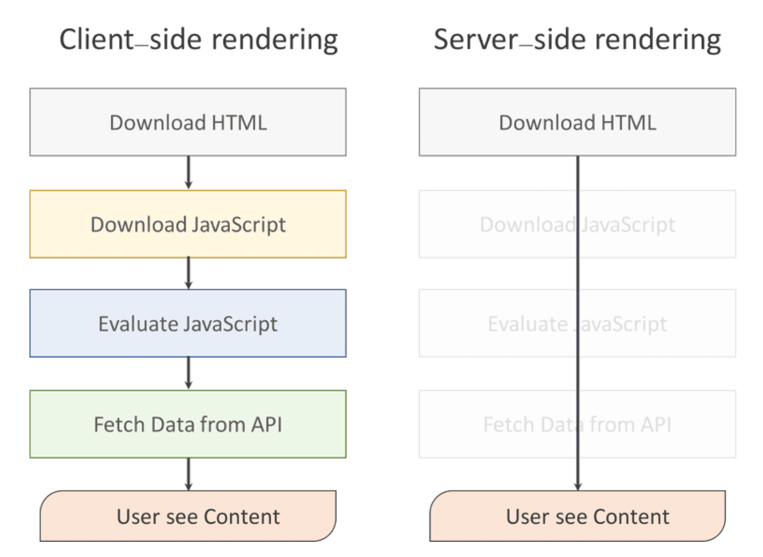 Client–side rendering
Download HTML
Download JavaScript
Evaluate JavaScript
Fetch Data from API
User see Content
Server–side rendering
Download HTML
Download JavaScript
Evaluate JavaScript
Fetch Data from API
User see Content